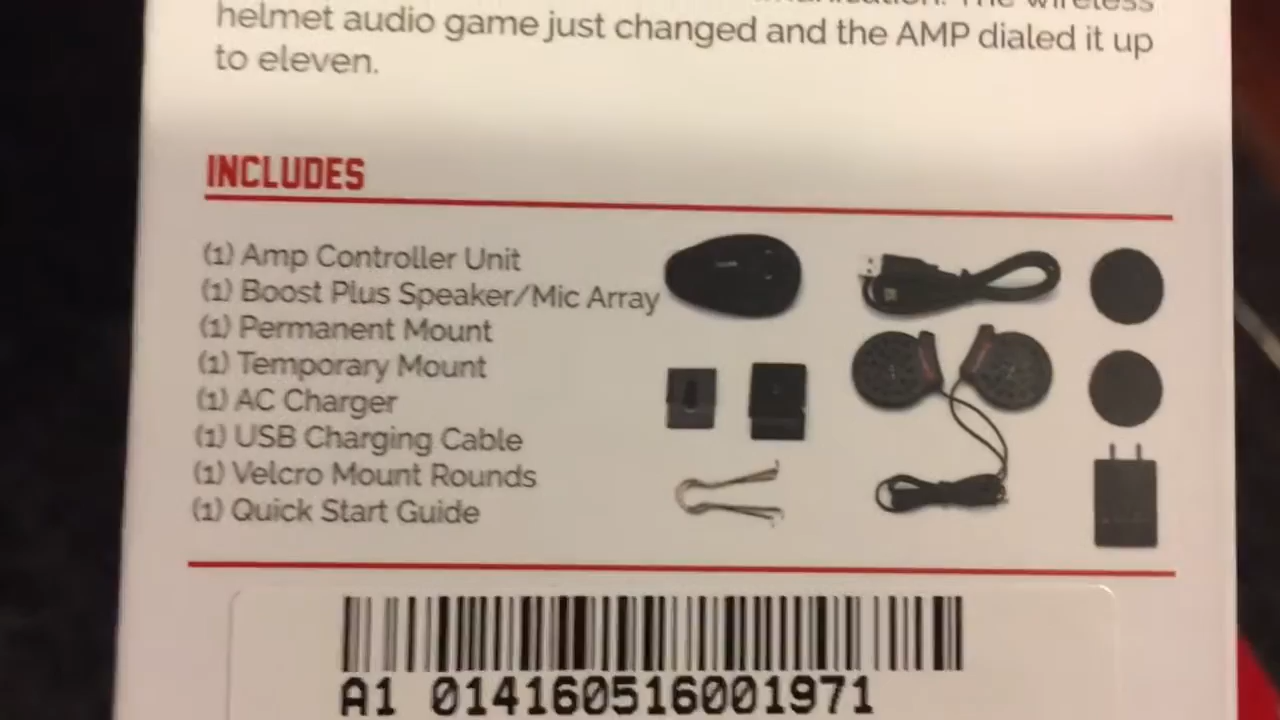 wireless
helmet audio game just changed and the AMP dialed it up
to eleven.
INCLUDES
(1) Amp Controller Unit
(1) Boost Plus Speaker/Mic Array
(1) Permanent Mount
(1) Temporary Mount
(1) AC Charger
(1) USB Charging Cable
(1) Velcro Mount Rounds
(1) Quick Start Guide
A1 014160516001971